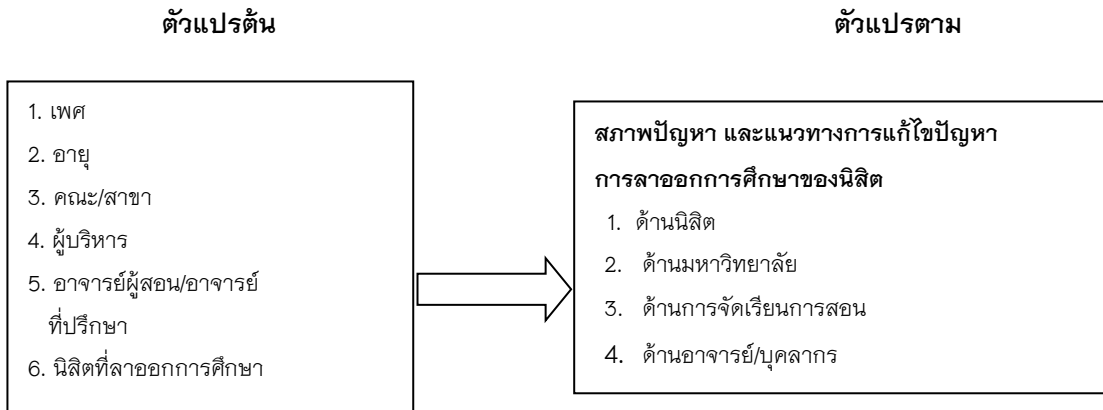 ตัวแปรต้น
ตัวแปรตาม
1. เพศ
2. อายุ
3. คณะ/สาขา
4. ผู้บริหาร
5. อาจารย์ผู้สอน/อาจารย์
ที่ปรึกษา
6. นิสิตที่ลาออกการศึกษา
สภาพปัญหา และแนวทางการแก้ไขปัญหา
การลาออกการศึกษาของนิสิต
1. ด้านนิสิต
2. ด้านมหาวิทยาลัย
3. ด้านการจัดเรียนการสอน
4. ด้านอาจารย์/บุคลากร